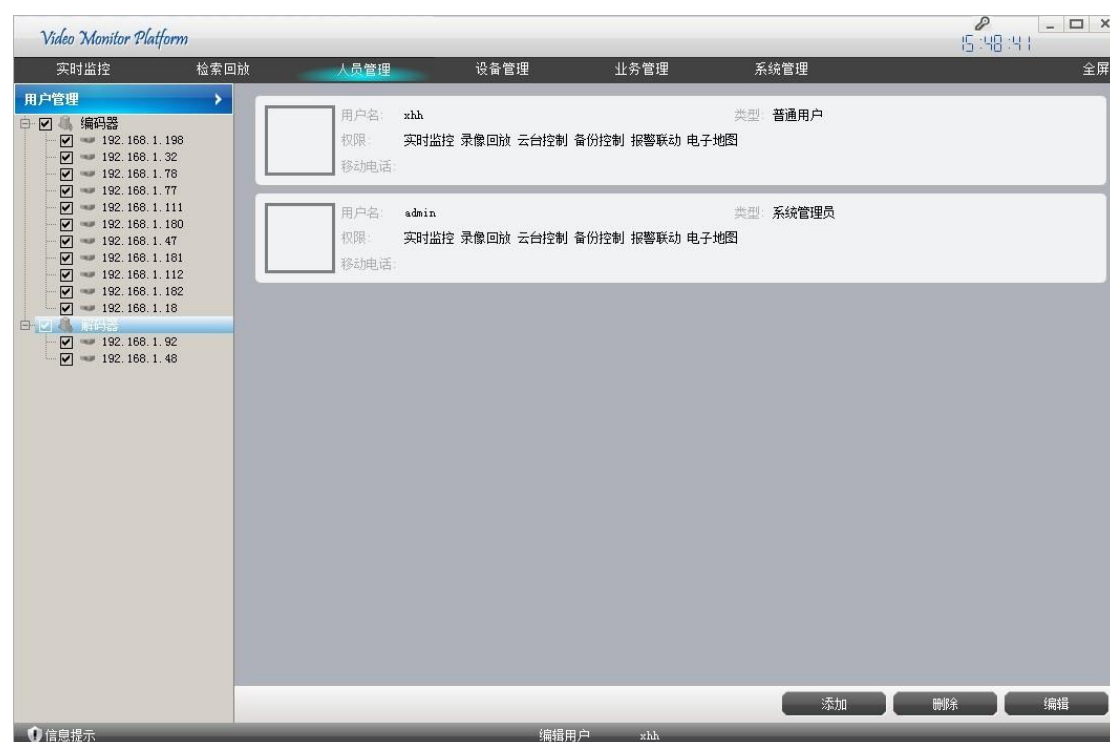 Video Monitor Platform
15:48:41
实时监控 检索回放 人员管理 设备管理 业务管理 系统管理 全屏
用户管理
编码器
192.168.1.198
192.168.1.32
192.168.1.78
192.168.1.77
192.168.1.111
192.168.1.180
192.168.1.47
192.168.1.181
192.168.1.112
192.168.1.182
192.168.1.18
解码器
192.168.1.92
192.168.1.48
用户名: xhh 类型: 普通用户
权限: 实时监控 录像回放 云台控制 备份控制 报警联动 电子地图
移动电话:
用户名: admin 类型: 系统管理员
权限: 实时监控 录像回放 云台控制 备份控制 报警联动 电子地图
移动电话:
添加 删除 编辑
信息提示 编辑用户 xhh